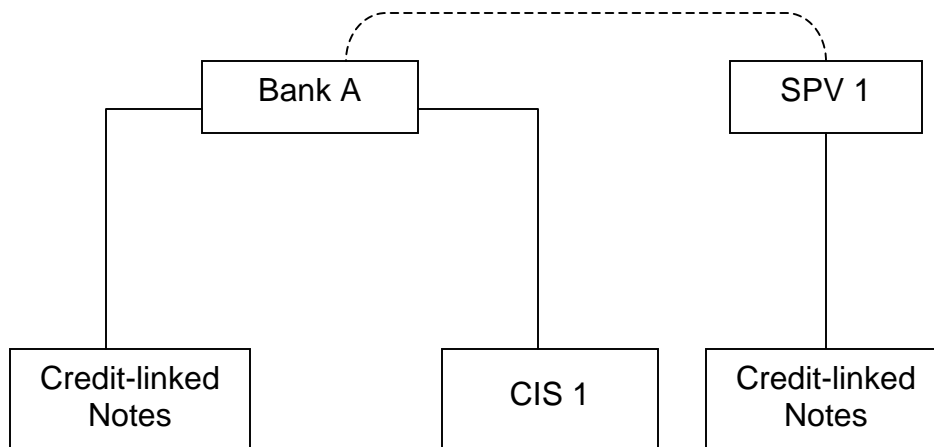 Bank A
SPV 1
Credit-linked
Notes
CIS 1
Credit-linked
Notes